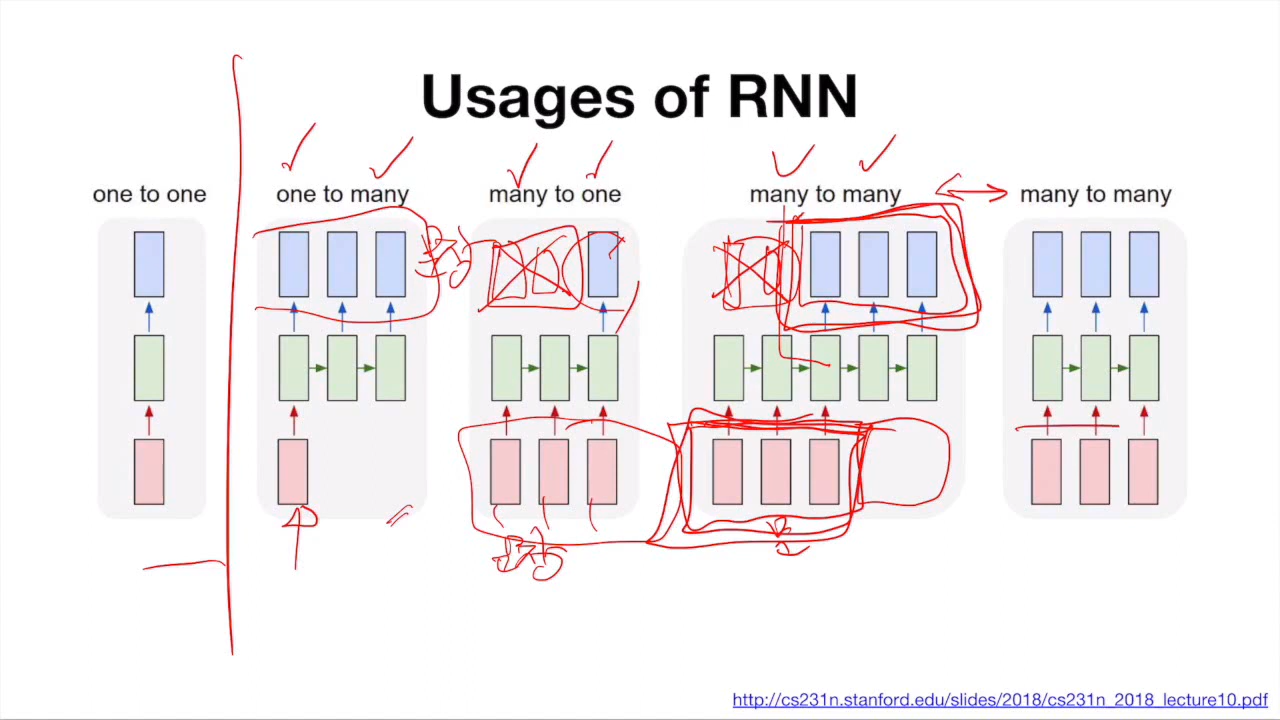 Usages of RNN
one to one
one to many
many to one
many to many
many to many
http://cs231n.stanford.edu/slides/2018/cs231n_2018_lecture10.pdf